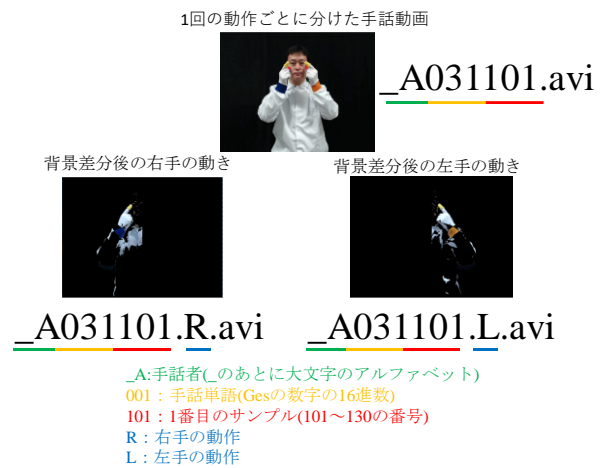 1回の動作ごとに分けた手話動画
_A031101.avi
背景差分後の右手の動き
背景差分後の左手の動き
_A031101.R.avi
_A031101.L.avi
_A:手話者(_のあとに大文字のアルファベット)
001：手話単語(Gesの数字の16進数)
101：1番目のサンプル(101～130の番号)
R：右手の動作
L：左手の動作